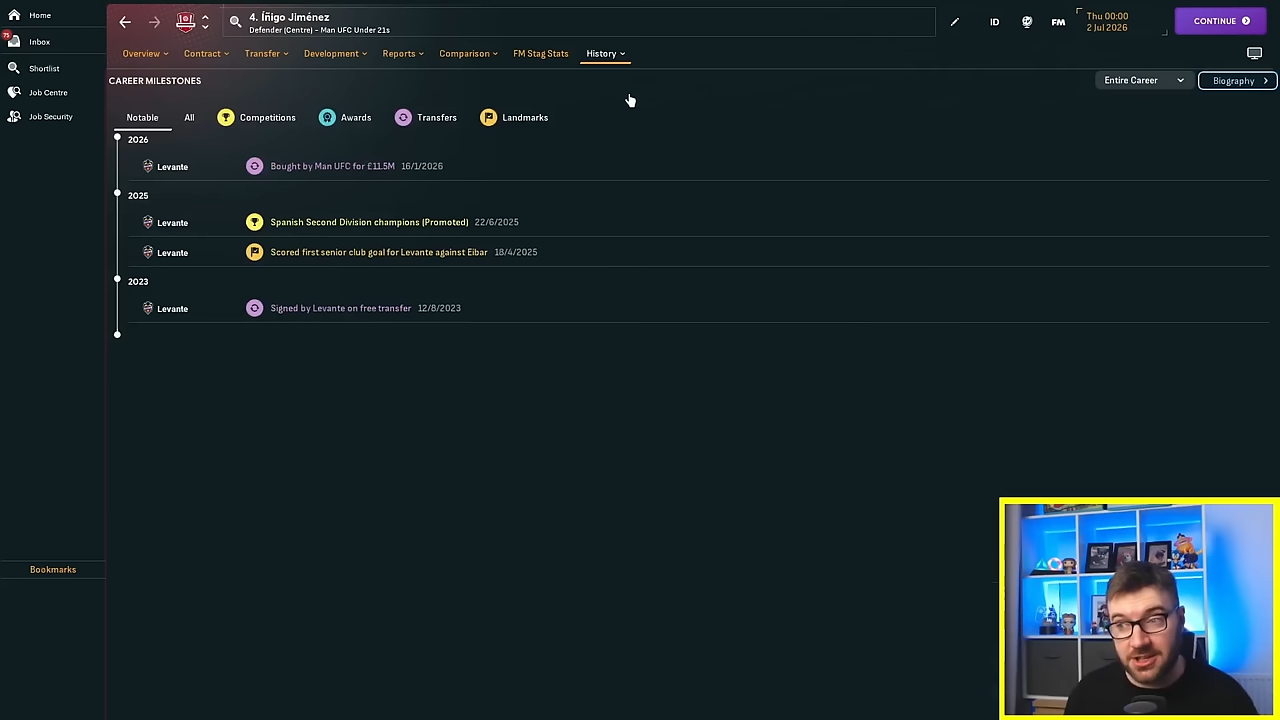 Home
75
Inbox
Shortlist
Job Centre
Job Security
Bookmarks
4. Íñigo Jiménez
Defender (Centre) - Man UFC Under 21s
ID
FM
Thu 00:00
2 Jul 2026
CONTINUE
Overview
Contract
Transfer
Development
Reports
Comparison
FM Stag Stats
History
CAREER MILESTONES
Entire Career
Biography
Notable
All
Competitions
Awards
Transfers
Landmarks
2026
Levante
Bought by Man UFC for £11.5M 16/1/2026
2025
Levante
Spanish Second Division champions (Promoted) 22/6/2025
Levante
Scored first senior club goal for Levante against Eibar 18/4/2025
2023
Levante
Signed by Levante on free transfer 12/8/2023